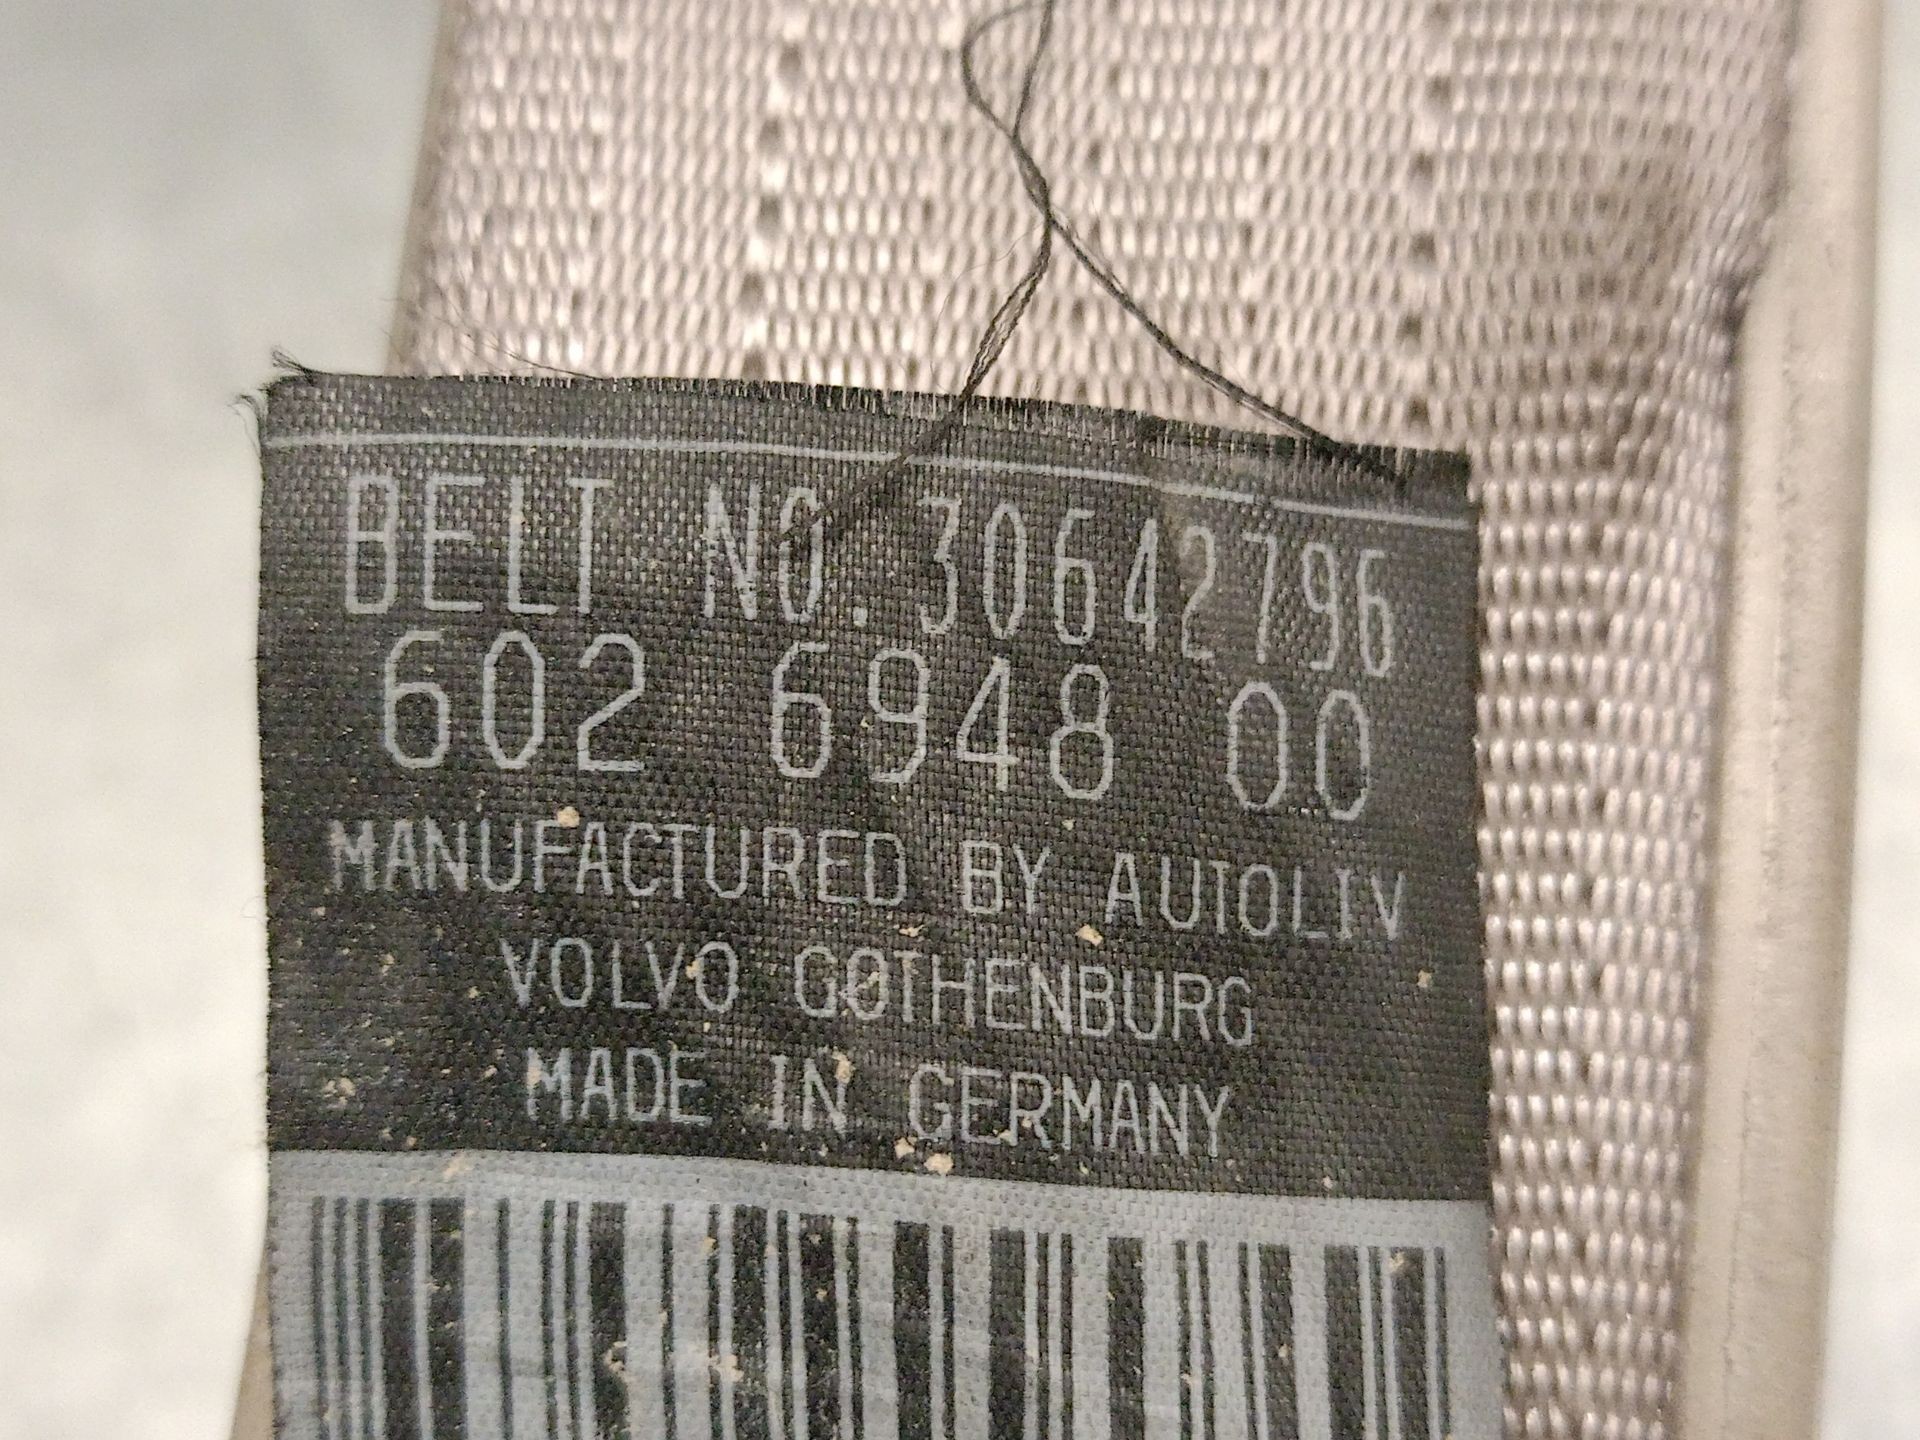 BELT NO.30642796
602 6948 00
MANUFACTURED BY AUTOLIV
VOLVO GOTHENBURG
MADE IN GERMANY